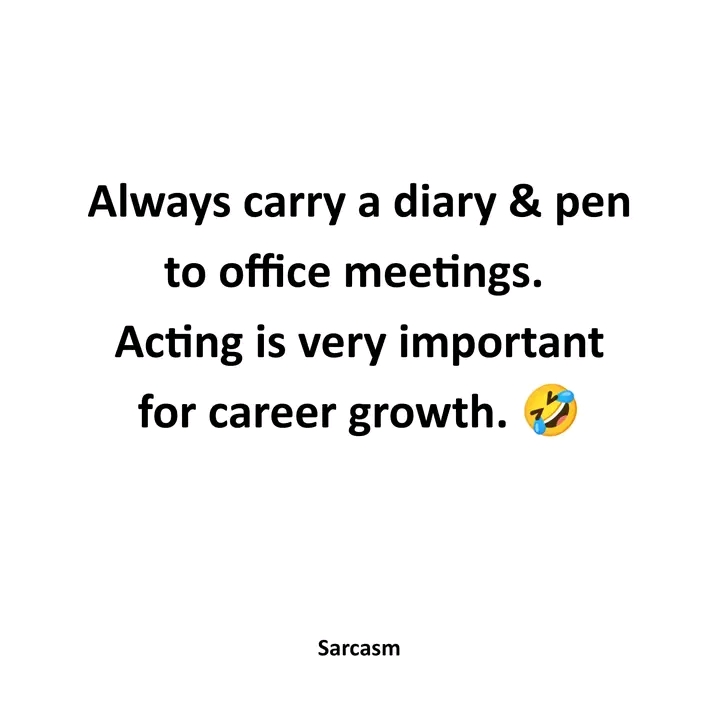 Always carry a diary & pen
to office meetings.
Acting is very important
for career growth. 🤣
Sarcasm